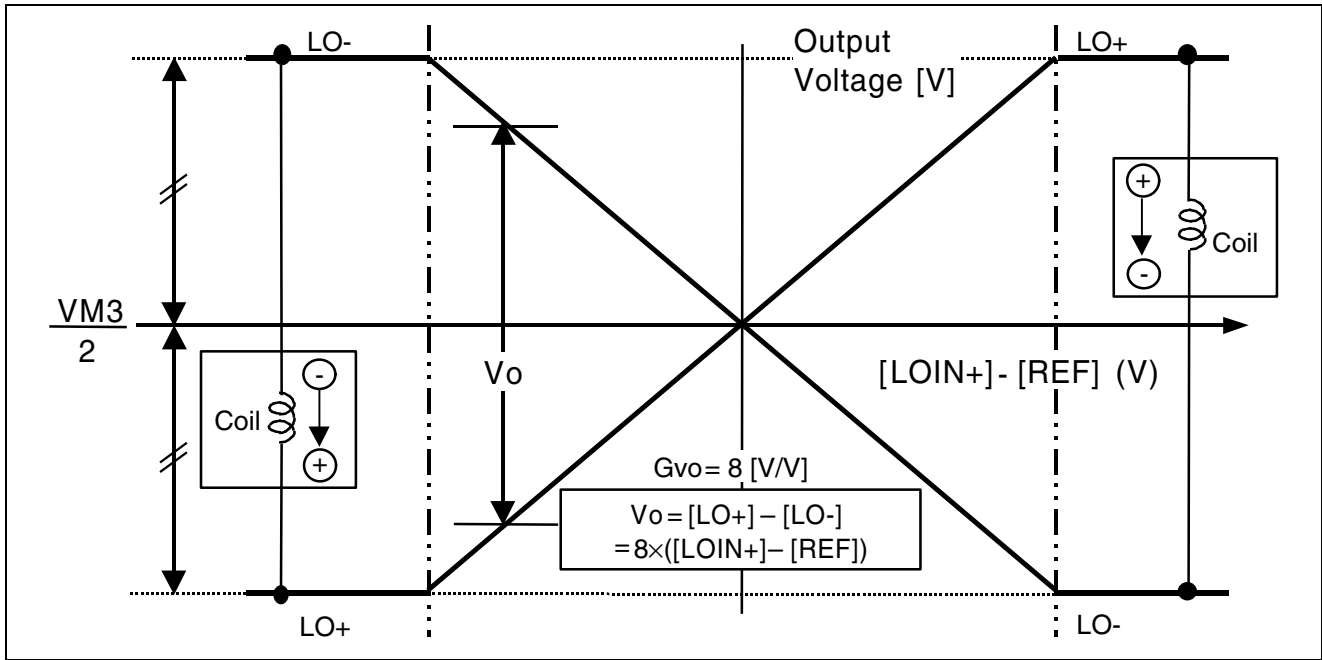 LO-
Output
Voltage [V]
LO+
+
-
Coil
VM3
2
Vo
[LOIN+]- [REF] (V)
-
Coil
+
Gvo= 8 [V/V]
Vo=[LO+] – [LO-]
=8×([LOIN+]– [REF])
LO+
LO-